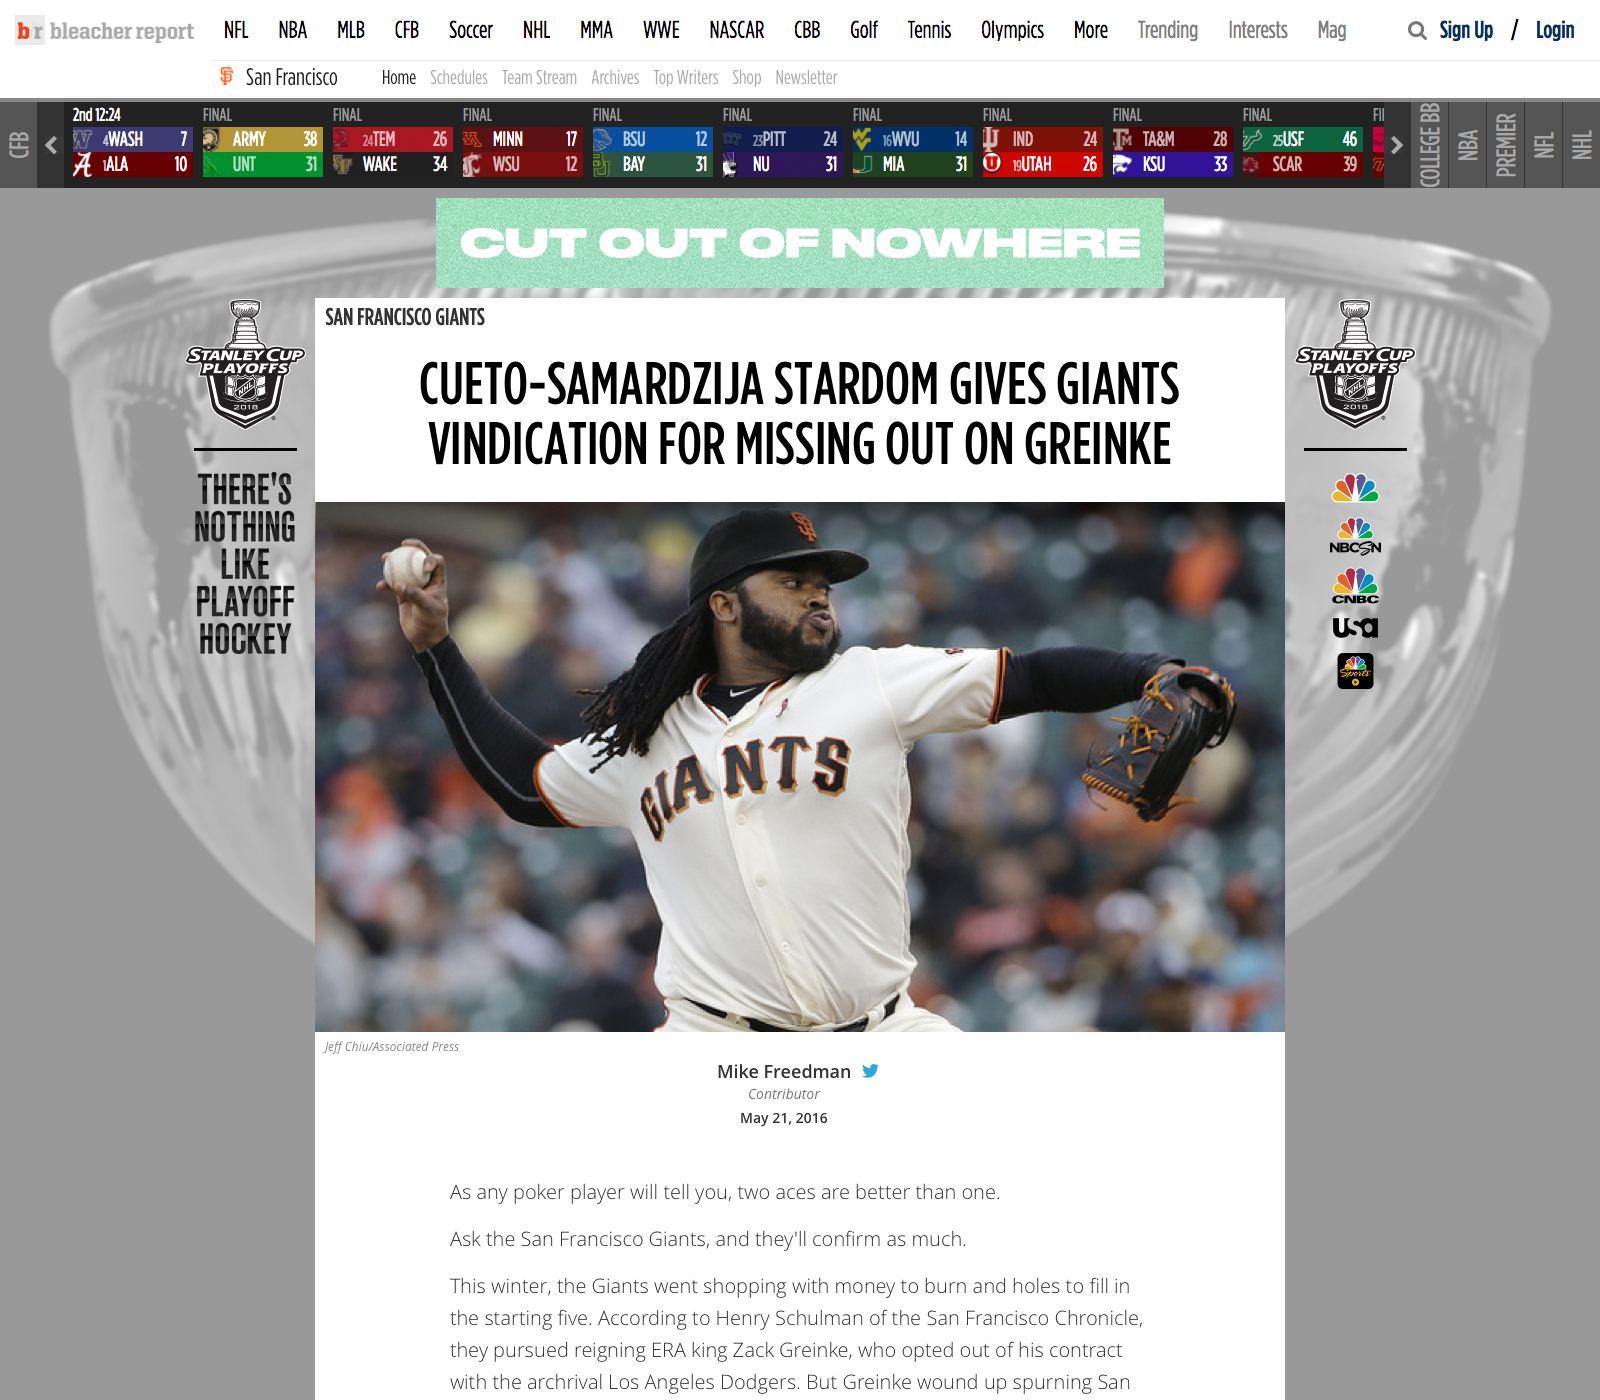 br bleacher report
NFL NBA MLB CFB Soccer NHL MMA WWE NASCAR CBB Golf Tennis Olympics More Trending Interests Mag Sign Up / Login
San Francisco Home Schedules Team Stream Archives Top Writers Shop Newsletter
CFB
2nd 12:24
4WASH 7
1ALA 10
FINAL
ARMY 38
UNT 31
FINAL
24TEM 26
WAKE 34
FINAL
MINN 17
WSU 12
FINAL
BSU 12
BAY 31
FINAL
23PITT 24
NU 31
FINAL
16WVU 14
MIA 31
FINAL
IND 24
19UTAH 26
FINAL
TA&M 28
KSU 33
FINAL
25USF 46
SCAR 39
FI
COLLEGE BB
NBA
PREMIER
NFL
NHL
CUT OUT OF NOWHERE
STANLEY CUP
PLAYOFFS
NHL
2018
THERE'S
NOTHING
LIKE
PLAYOFF
HOCKEY
SAN FRANCISCO GIANTS
CUETO-SAMARDZIJA STARDOM GIVES GIANTS
VINDICATION FOR MISSING OUT ON GREINKE
SF
GIANTS
STANLEY CUP
PLAYOFFS
NHL
2018
NBCSN
CNBC
USA
Sports
Jeff Chiu/Associated Press
Mike Freedman
Contributor
May 21, 2016
As any poker player will tell you, two aces are better than one.
Ask the San Francisco Giants, and they'll confirm as much.
This winter, the Giants went shopping with money to burn and holes to fill in
the starting five. According to Henry Schulman of the San Francisco Chronicle,
they pursued reigning ERA king Zack Greinke, who opted out of his contract
with the archrival Los Angeles Dodgers. But Greinke wound up spurning San